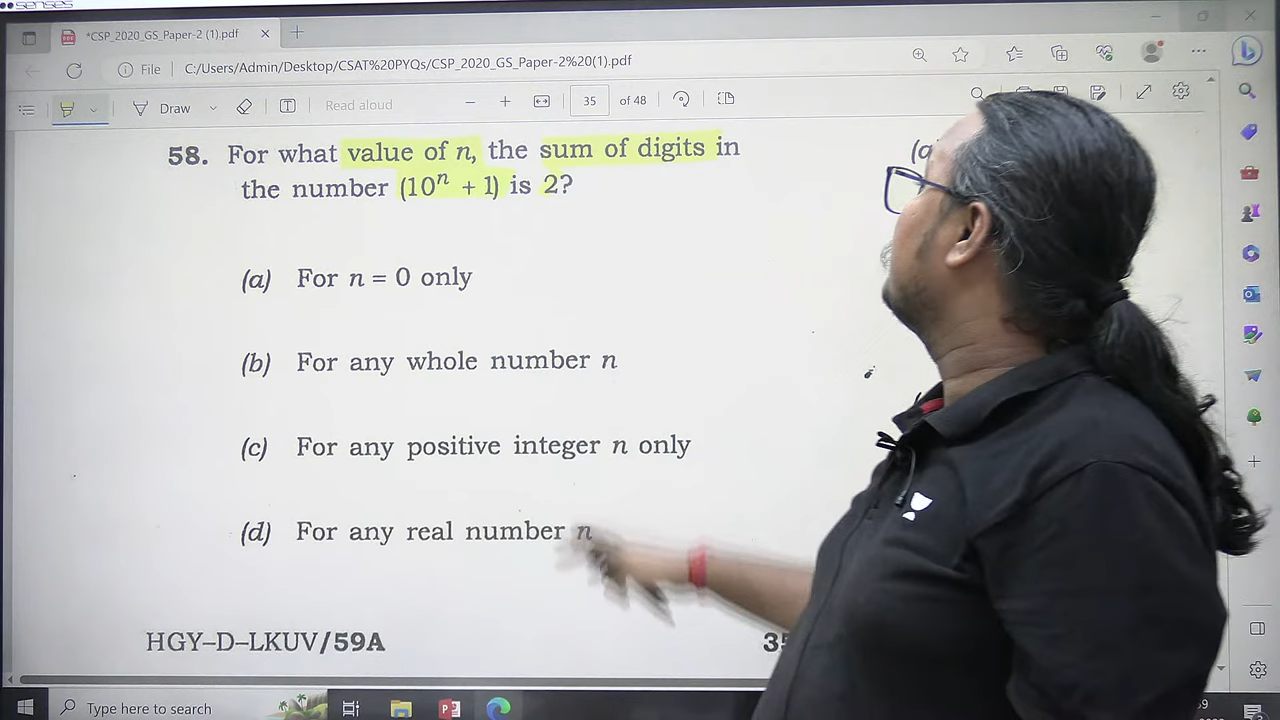 senses
*CSP_2020_GS_Paper-2 (1).pdf
File C:/Users/Admin/Desktop/CSAT%20PYQs/CSP_2020_GS_Paper-2%20(1).pdf
Draw Read aloud 35 of 48
58. For what value of n, the sum of digits in
the number (10ⁿ + 1) is 2?
(a) For n = 0 only
(b) For any whole number n
(c) For any positive integer n only
(d) For any real number n
(a
HGY–D–LKUV/59A
35
Type here to search